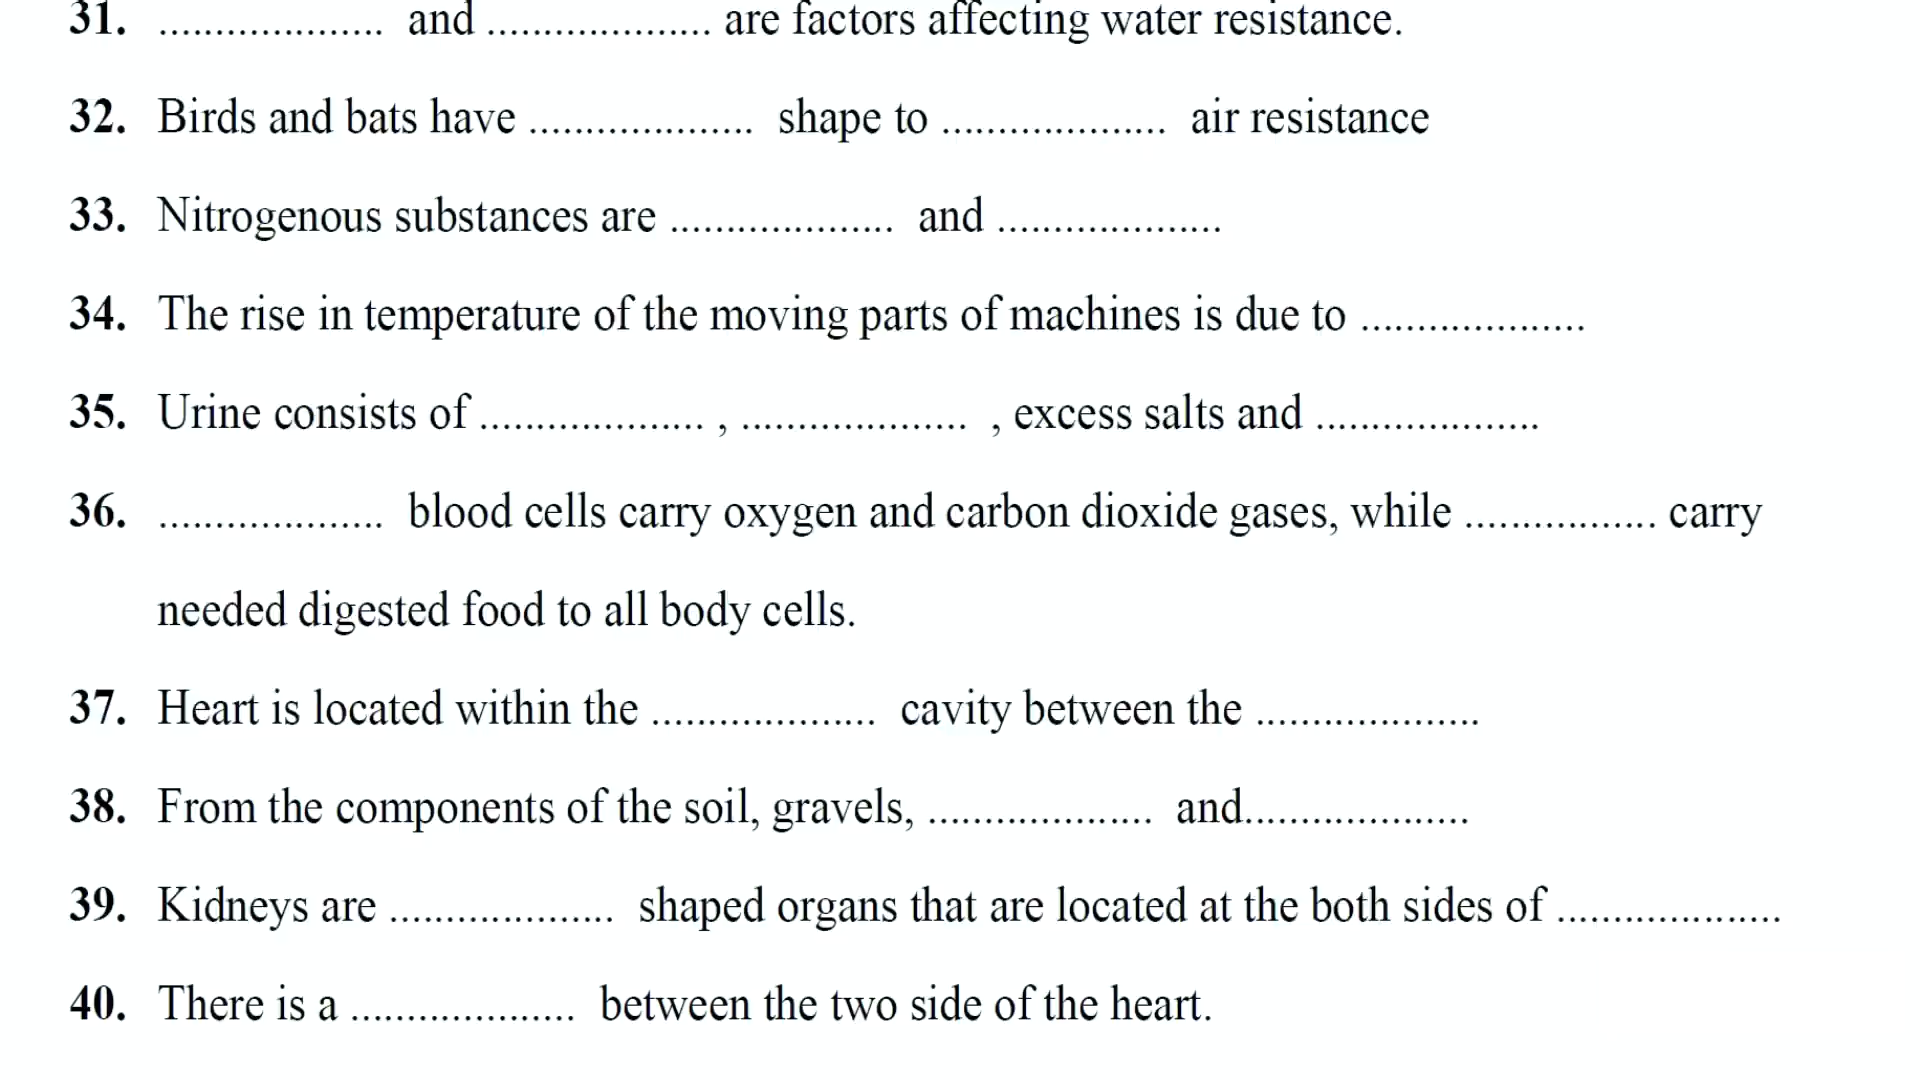 31. .................... and .................... are factors affecting water resistance.
32. Birds and bats have .................... shape to .................... air resistance
33. Nitrogenous substances are .................... and ....................
34. The rise in temperature of the moving parts of machines is due to ....................
35. Urine consists of .................... , .................... , excess salts and ....................
36. .................... blood cells carry oxygen and carbon dioxide gases, while ................. carry
needed digested food to all body cells.
37. Heart is located within the .................... cavity between the ....................
38. From the components of the soil, gravels, .................... and....................
39. Kidneys are .................... shaped organs that are located at the both sides of ....................
40. There is a .................... between the two side of the heart.